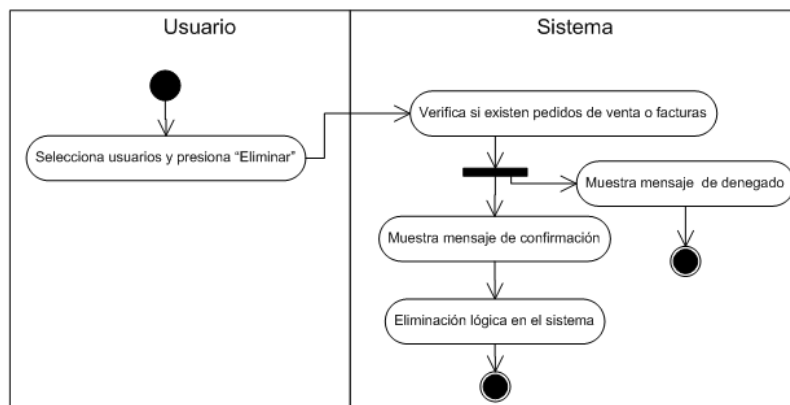 Usuario
Sistema
Verifica si existen pedidos de venta o facturas
Selecciona usuarios y presiona “Eliminar”
Muestra mensaje de denegado
Muestra mensaje de confirmación
Eliminación lógica en el sistema